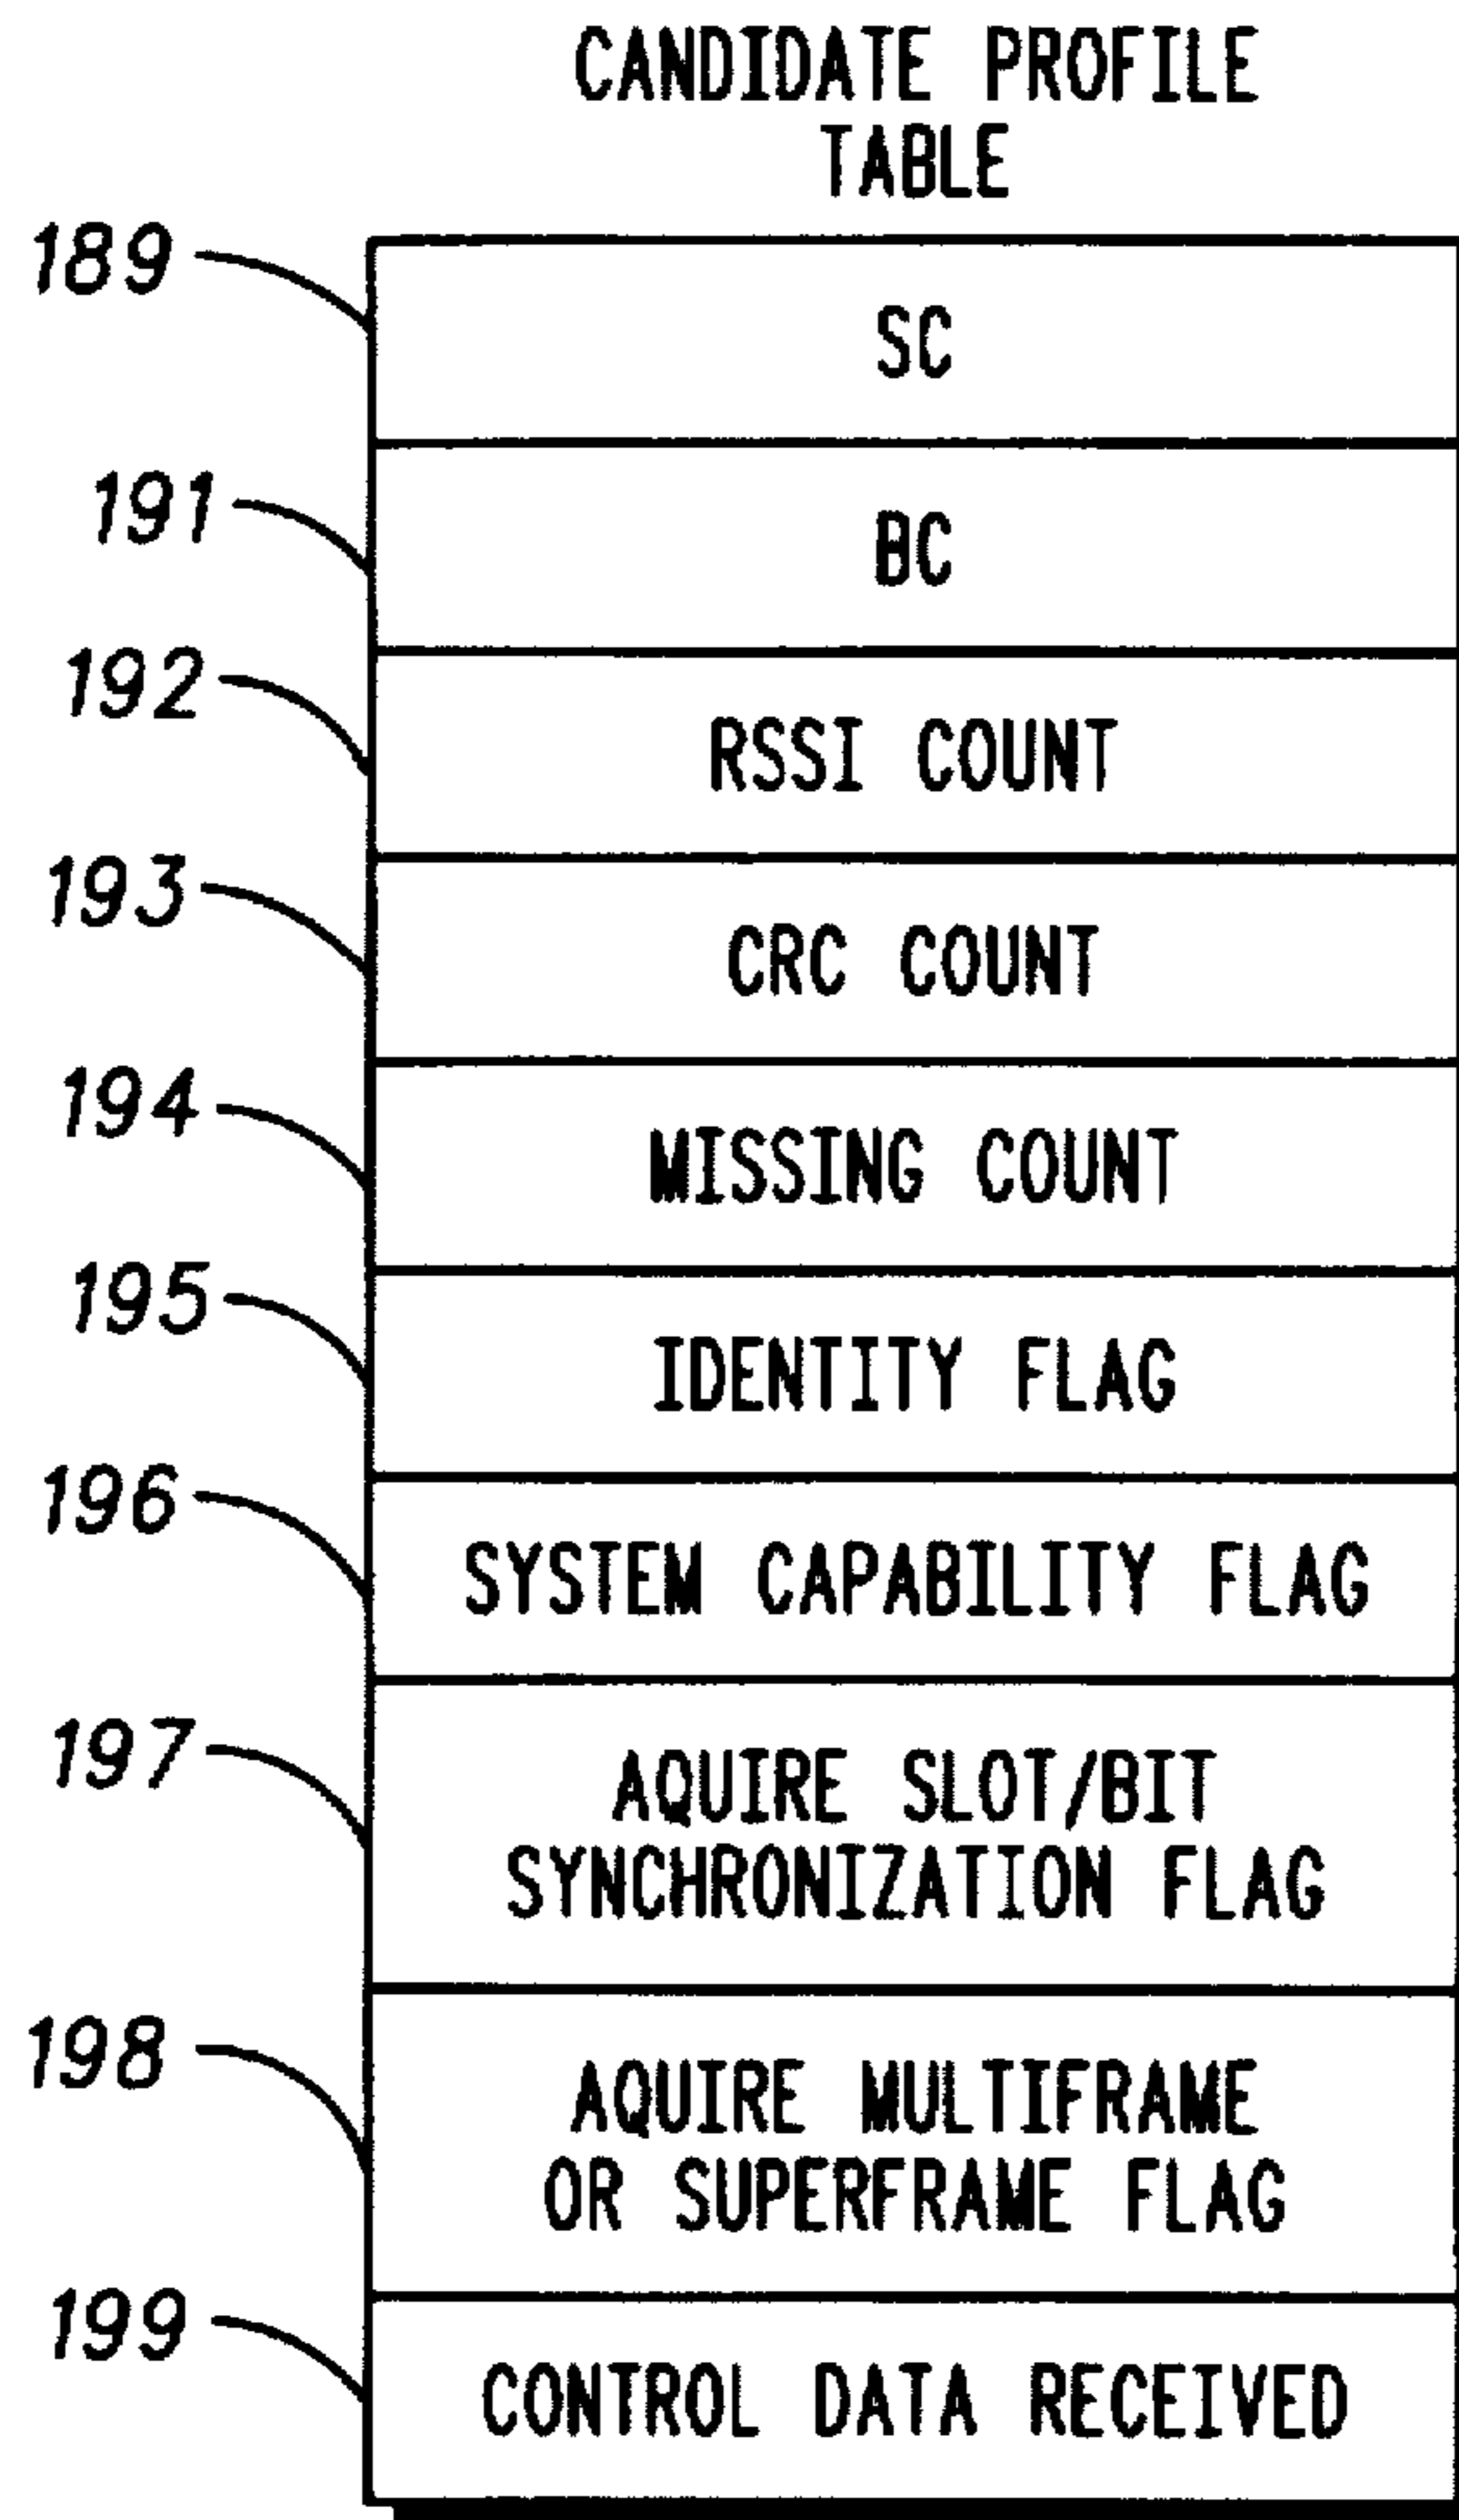 CANDIDATE PROFILE
TABLE
189
SC
191
BC
192
RSSI COUNT
193
CRC COUNT
194
MISSING COUNT
195
IDENTITY FLAG
196
SYSTEM CAPABILITY FLAG
197
AQUIRE SLOT/BIT
SYNCHRONIZATION FLAG
198
AQUIRE MULTIFRAME
OR SUPERFRAME FLAG
199
CONTROL DATA RECEIVED